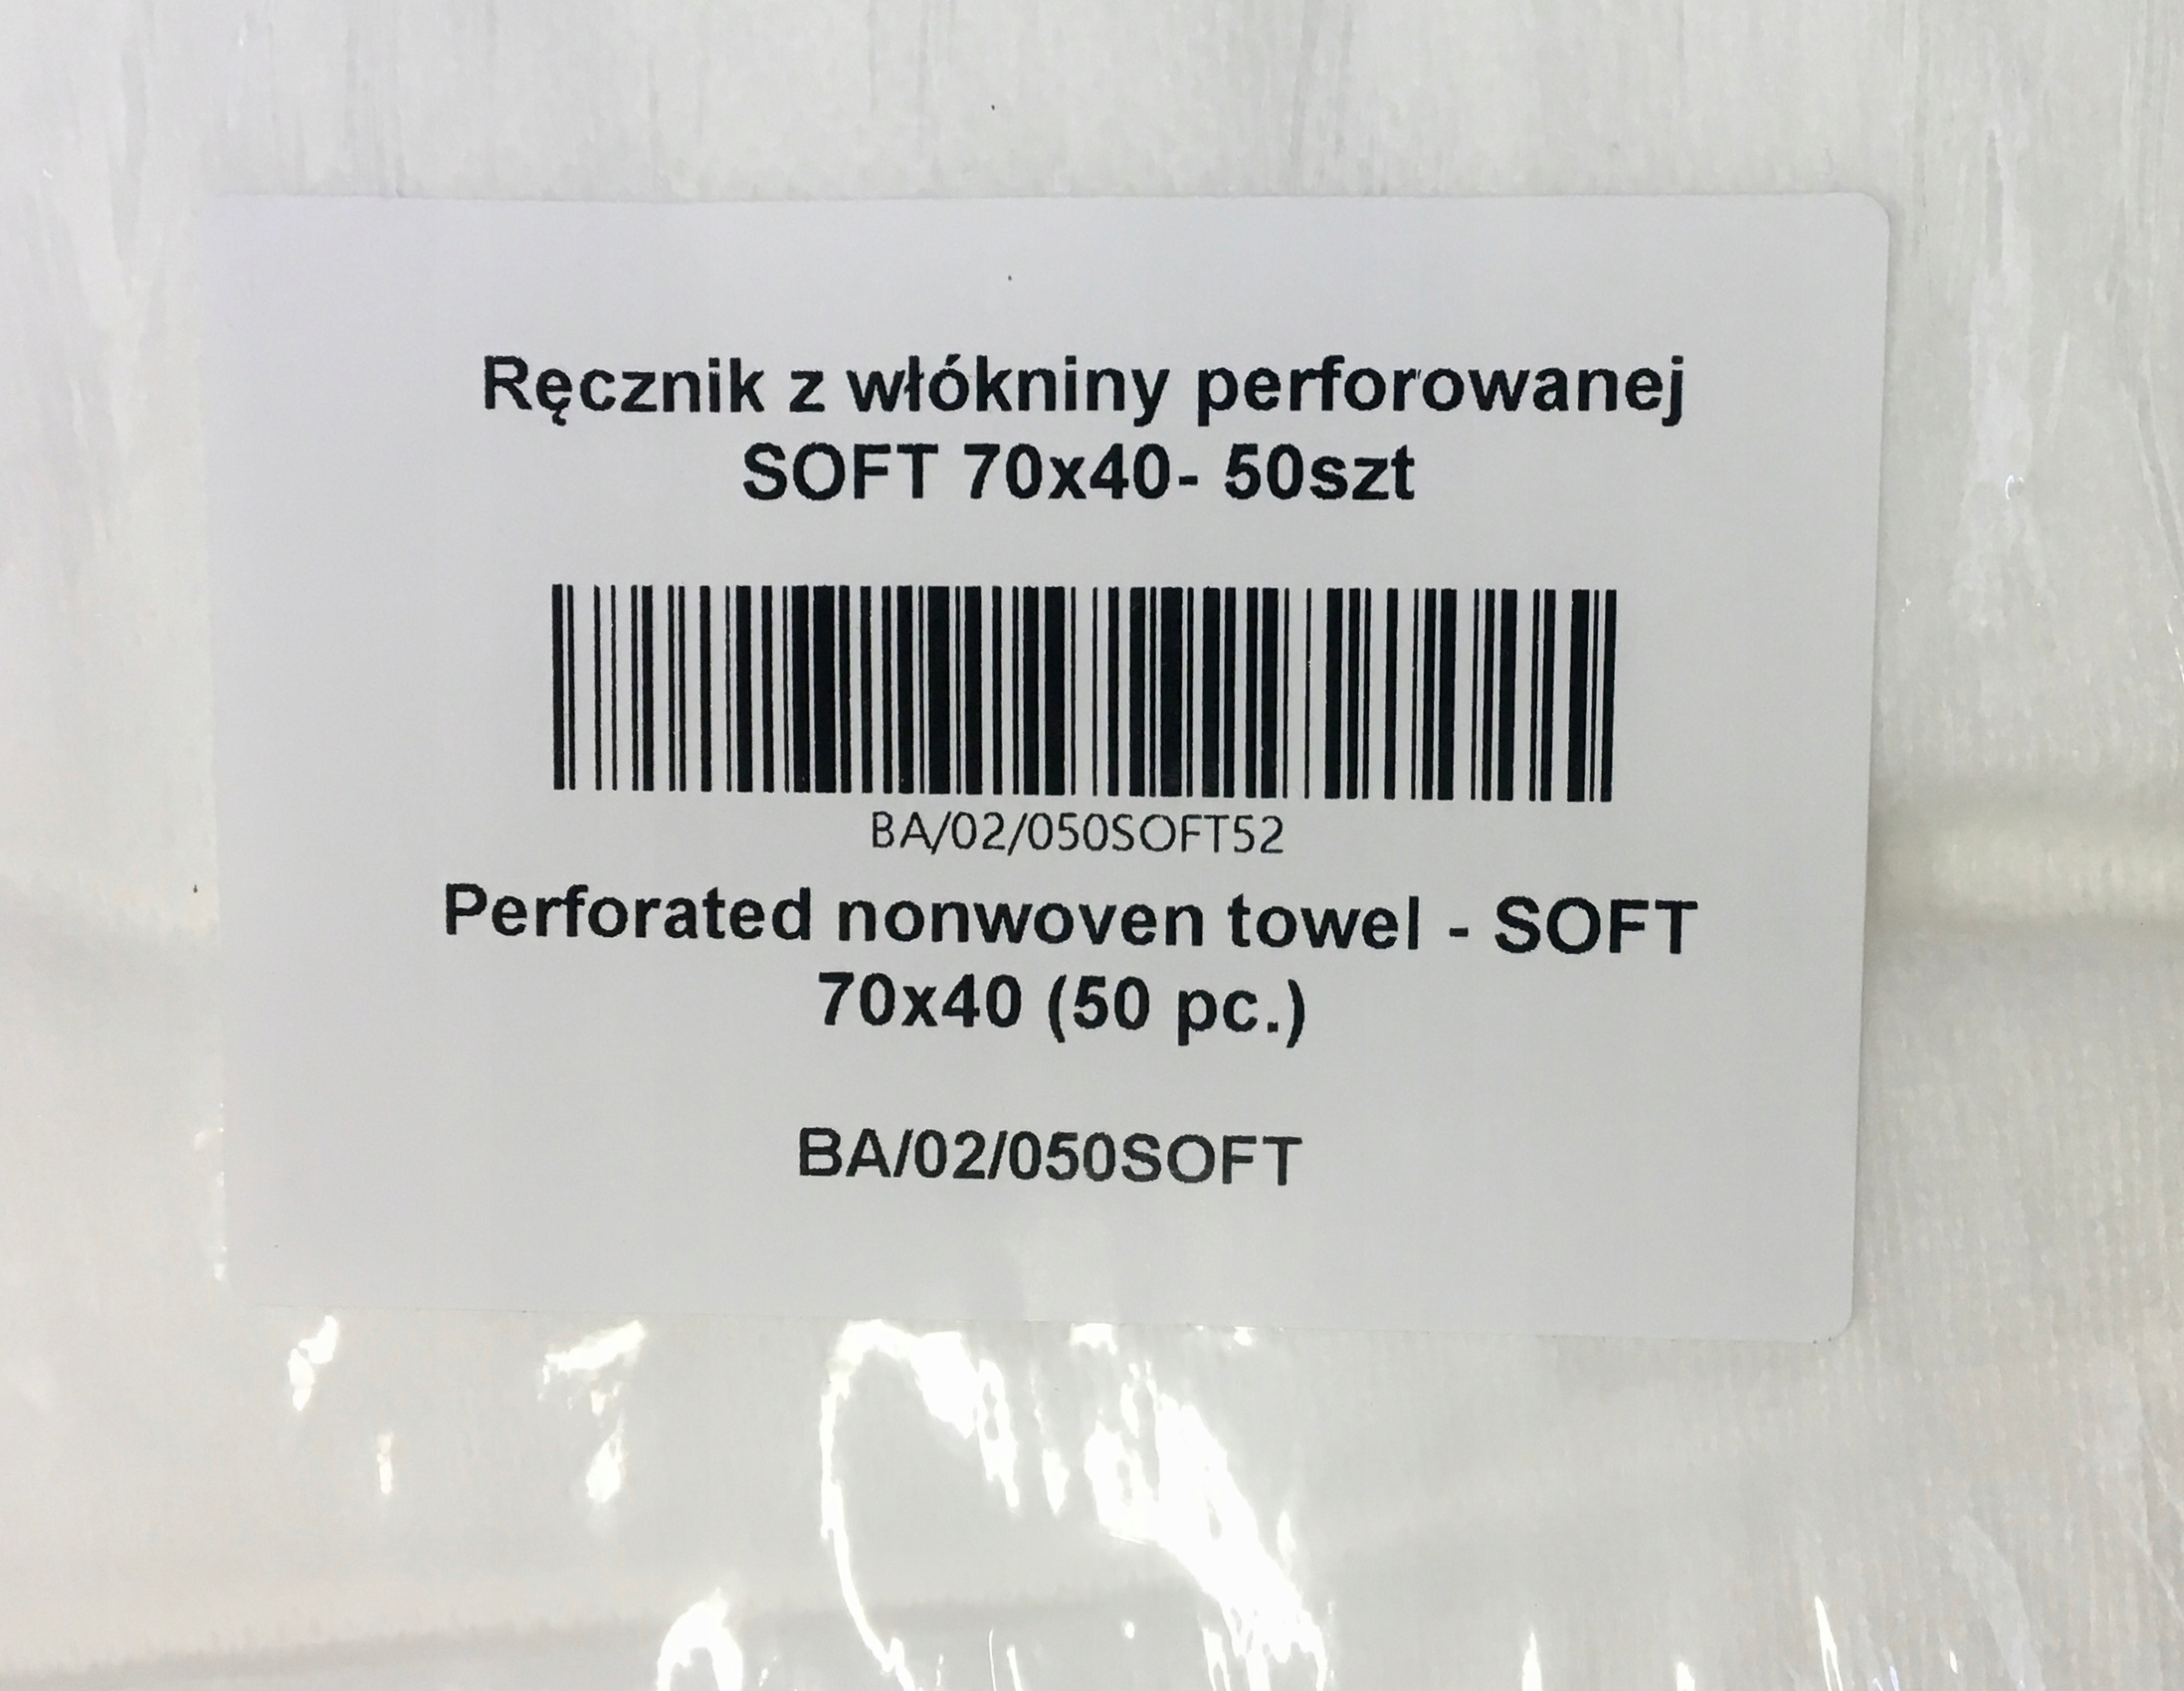 Ręcznik z włókniny perforowanej
SOFT 70x40- 50szt
BA/02/050SOFT52
Perforated nonwoven towel - SOFT
70x40 (50 pc.)
BA/02/050SOFT